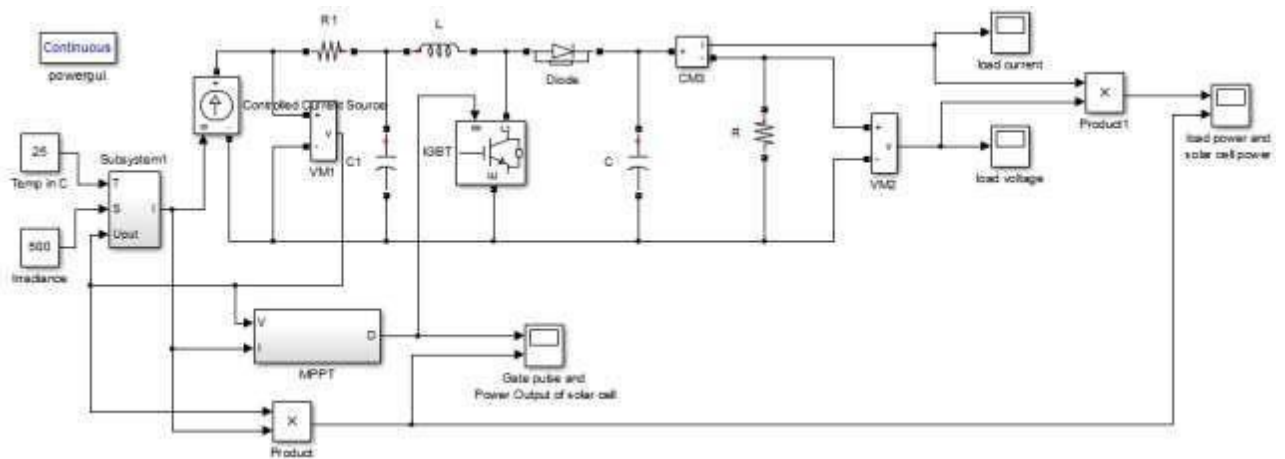 Continuous
powergui
R1
L
Diode
CM3
load current
Product1
load power and
solar cell power
Controlled Current Source
VM1
C1
IGBT
g
C
E
C
R
VM2
load voltage
25
Temp in C
Subsystem1
T
S
Uput
I
500
Irradiance
V
I
D
MPPT
Gate pulse and
Power Output of solar cell
Product